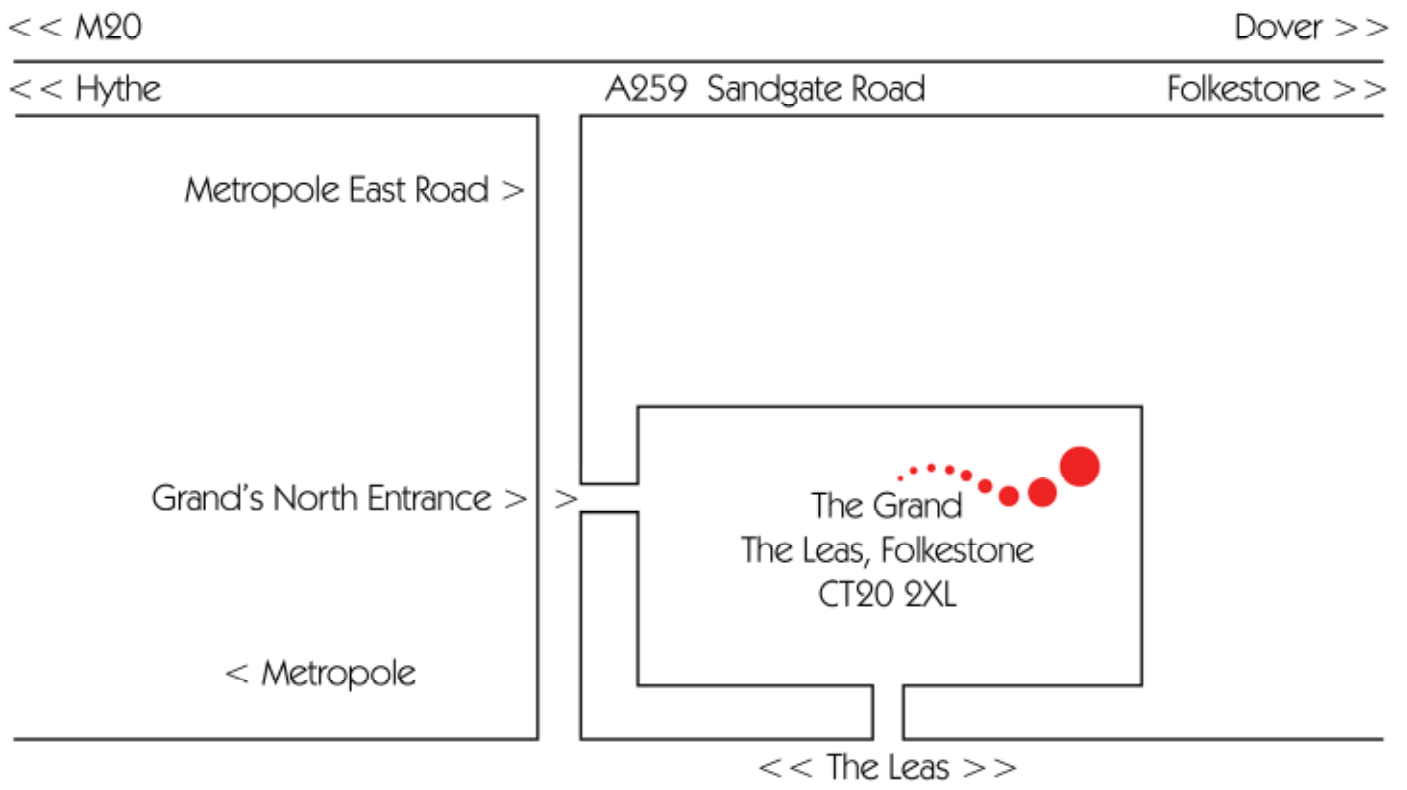 << M20 Dover >>
<< Hythe A259 Sandgate Road Folkestone >>
Metropole East Road >
Grand's North Entrance > >
The Grand
The Leas, Folkestone
CT20 2XL
< Metropole
<< The Leas >>